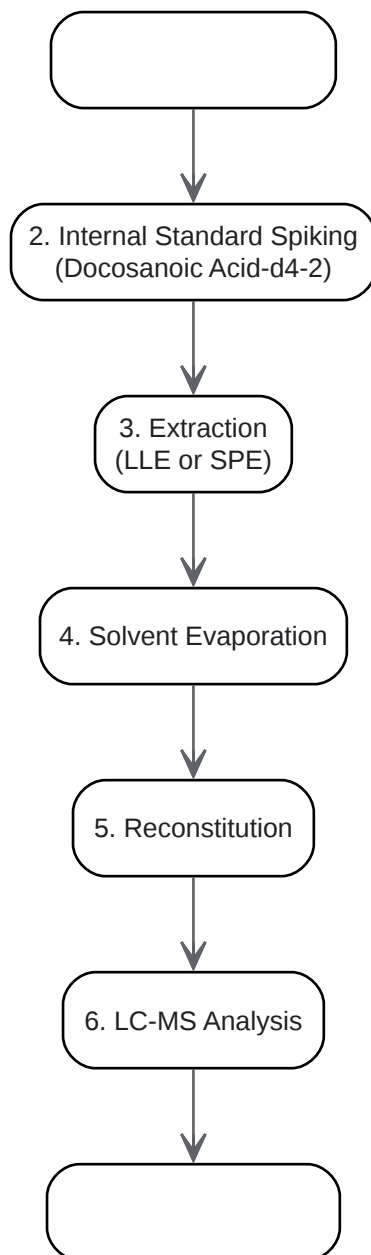 2. Internal Standard Spiking
(Docosanoic Acid-d4-2)
3. Extraction
(LLE or SPE)
4. Solvent Evaporation
5. Reconstitution
6. LC-MS Analysis